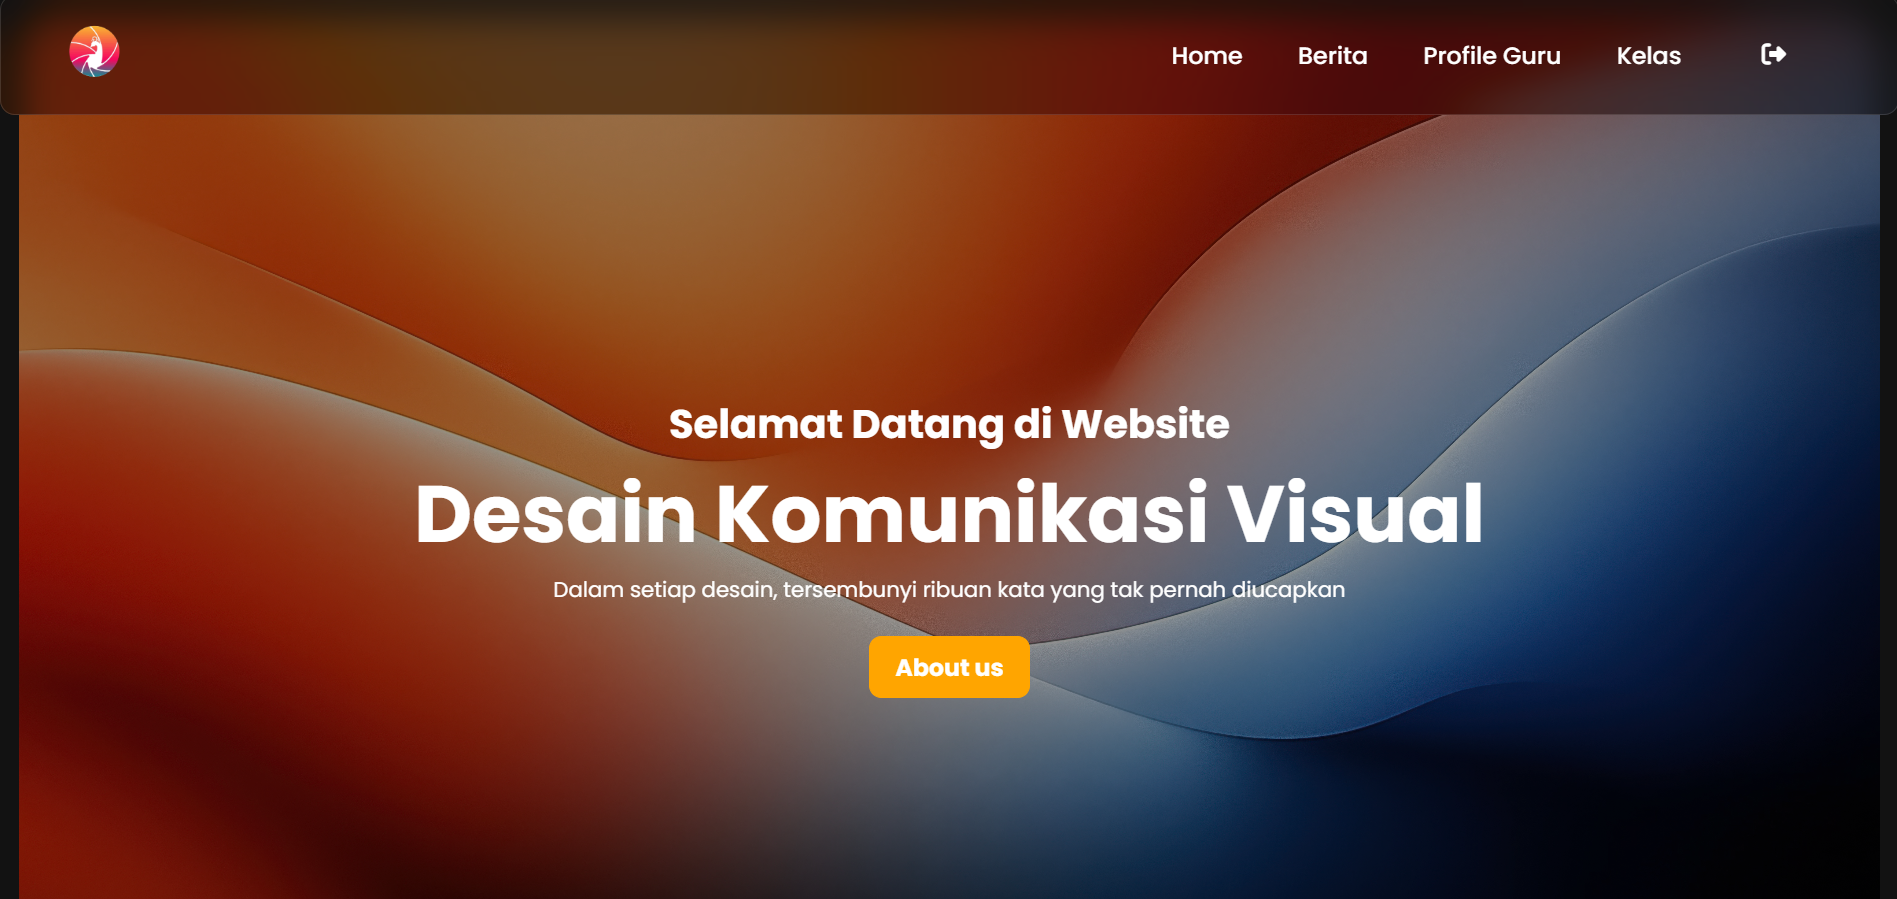 Home Berita Profile Guru Kelas
Selamat Datang di Website
Desain Komunikasi Visual
Dalam setiap desain, tersembunyi ribuan kata yang tak pernah diucapkan
About us